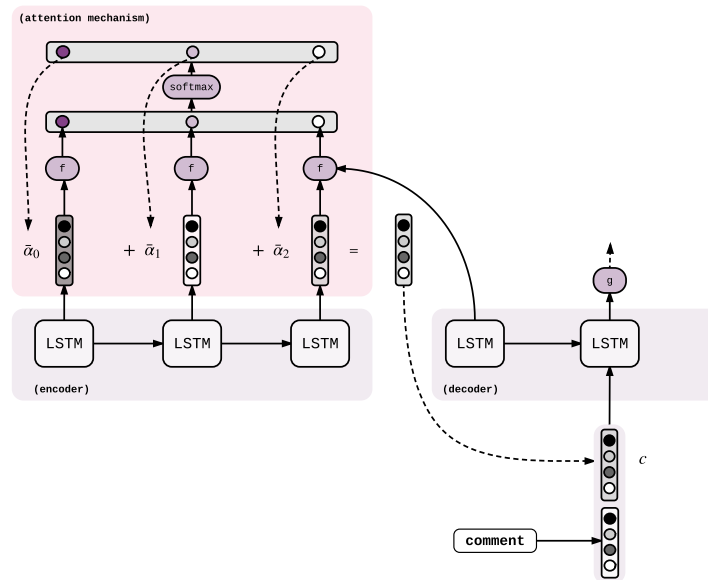 (attention mechanism)
softmax
f f f
ᾱ0 + ᾱ1 + ᾱ2 =
g
LSTM LSTM LSTM LSTM LSTM
(encoder) (decoder)
c
comment